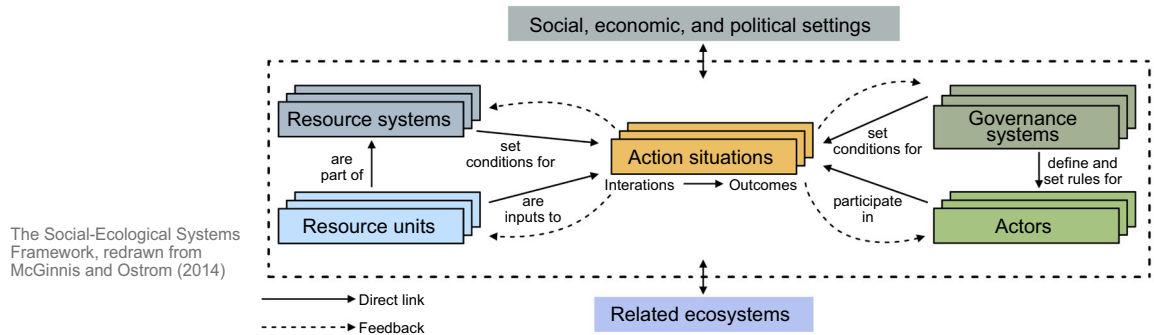 Social, economic, and political settings
Resource systems
Governance
systems
set
conditions for
Action situations
set
conditions for
are
part of
Interations
Outcomes
define and
set rules for
Resource units
are
inputs to
participate
in
Actors
The Social-Ecological Systems
Framework, redrawn from
McGinnis and Ostrom (2014)
Direct link
Related ecosystems
Feedback